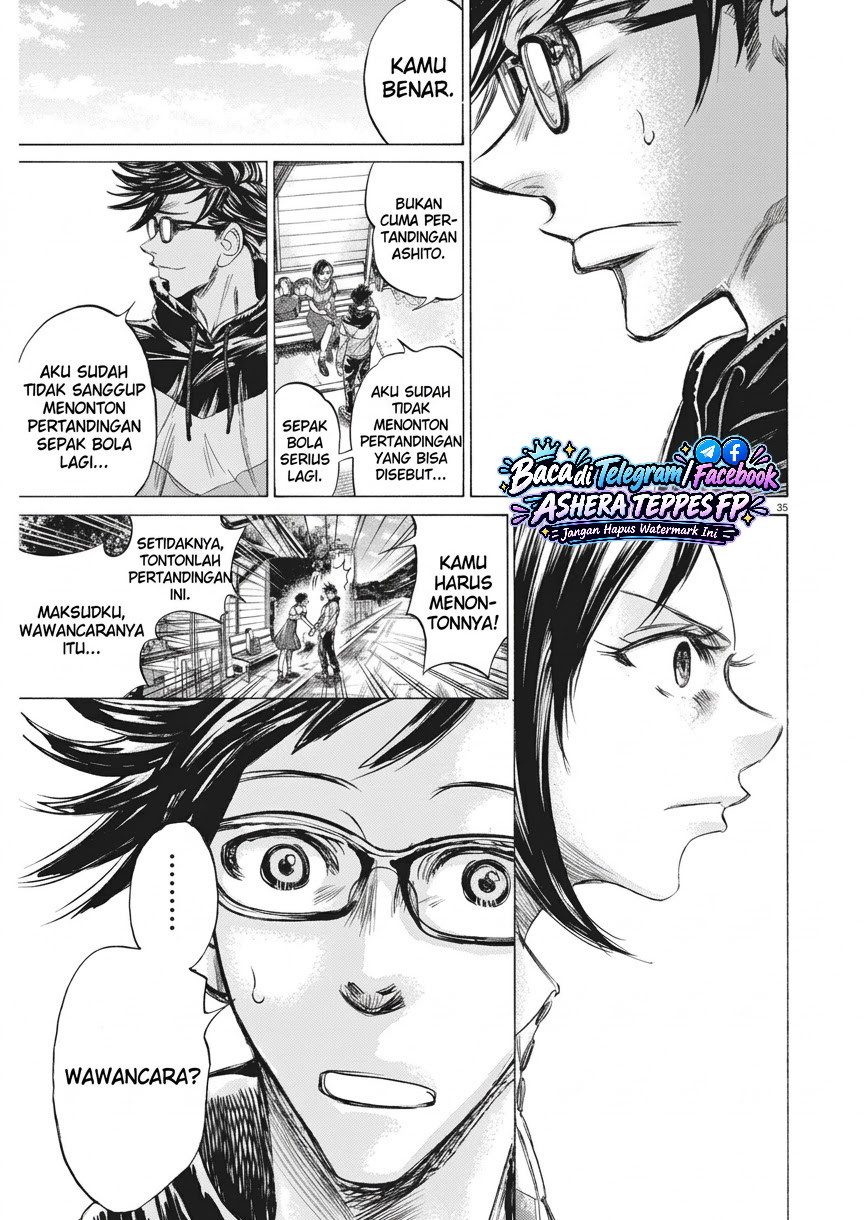 KAMU
BENAR.
BUKAN
CUMA PER-
TANDINGAN
ASHITO.
AKU SUDAH
TIDAK
MENONTON
PERTANDINGAN
YANG BISA
DISEBUT...
SEPAK
BOLA
SERIUS
LAGI.
AKU SUDAH
TIDAK SANGGUP
MENONTON
PERTANDINGAN
SEPAK BOLA
LAGI...
Baca di Telegram/Facebook
ASHERA TEPPES FP
Jangan Hapus Watermark Ini
35
KAMU
HARUS
MENON-
TONNYA!
SETIDAKNYA,
TONTONLAH
PERTANDINGAN
INI.
MAKSUDKU,
WAWANCARANYA
ITU...
.........
WAWANCARA?